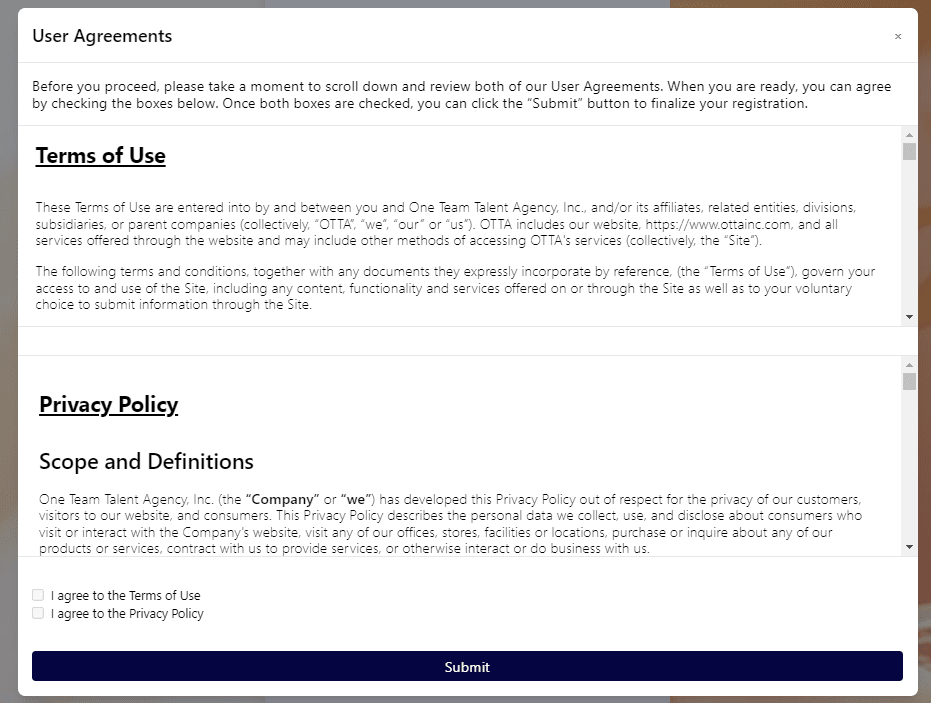 User Agreements
×
Before you proceed, please take a moment to scroll down and review both of our User Agreements. When you are ready, you can agree
by checking the boxes below. Once both boxes are checked, you can click the “Submit” button to finalize your registration.
Terms of Use
These Terms of Use are entered into by and between you and One Team Talent Agency, Inc., and/or its affiliates, related entities, divisions,
subsidiaries, or parent companies (collectively, “OTTA”, “we”, “our” or “us”). OTTA includes our website, https://www.ottainc.com, and all
services offered through the website and may include other methods of accessing OTTA's services (collectively, the “Site”).
The following terms and conditions, together with any documents they expressly incorporate by reference, (the “Terms of Use”), govern your
access to and use of the Site, including any content, functionality and services offered on or through the Site as well as to your voluntary
choice to submit information through the Site.
Privacy Policy
Scope and Definitions
One Team Talent Agency, Inc. (the “Company” or “we”) has developed this Privacy Policy out of respect for the privacy of our customers,
visitors to our website, and consumers. This Privacy Policy describes the personal data we collect, use, and disclose about consumers who
visit or interact with the Company's website, visit any of our offices, stores, facilities or locations, purchase or inquire about any of our
products or services, contract with us to provide services, or otherwise interact or do business with us.
I agree to the Terms of Use
I agree to the Privacy Policy
Submit